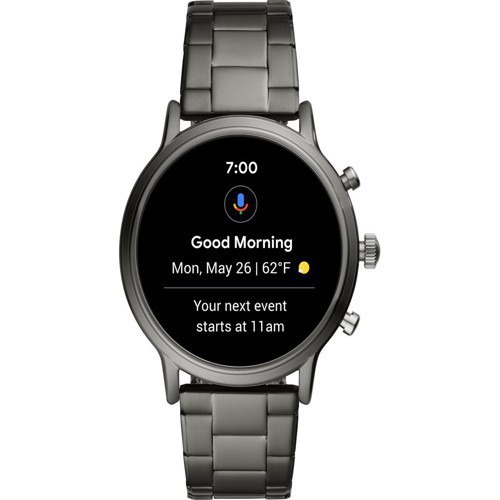 7:00
Good Morning
Mon, May 26 | 62°F
Your next event
starts at 11am